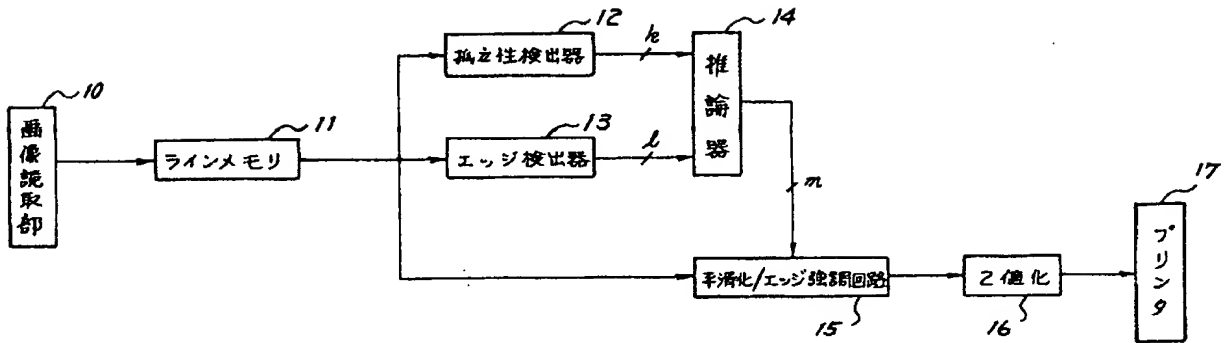 10
画像読取部
11
ラインメモリ
12
孤立性検出器
k
13
エッジ検出器
l
14
推論器
m
15
平滑化/エッジ強調回路
16
2値化
17
プリンタ